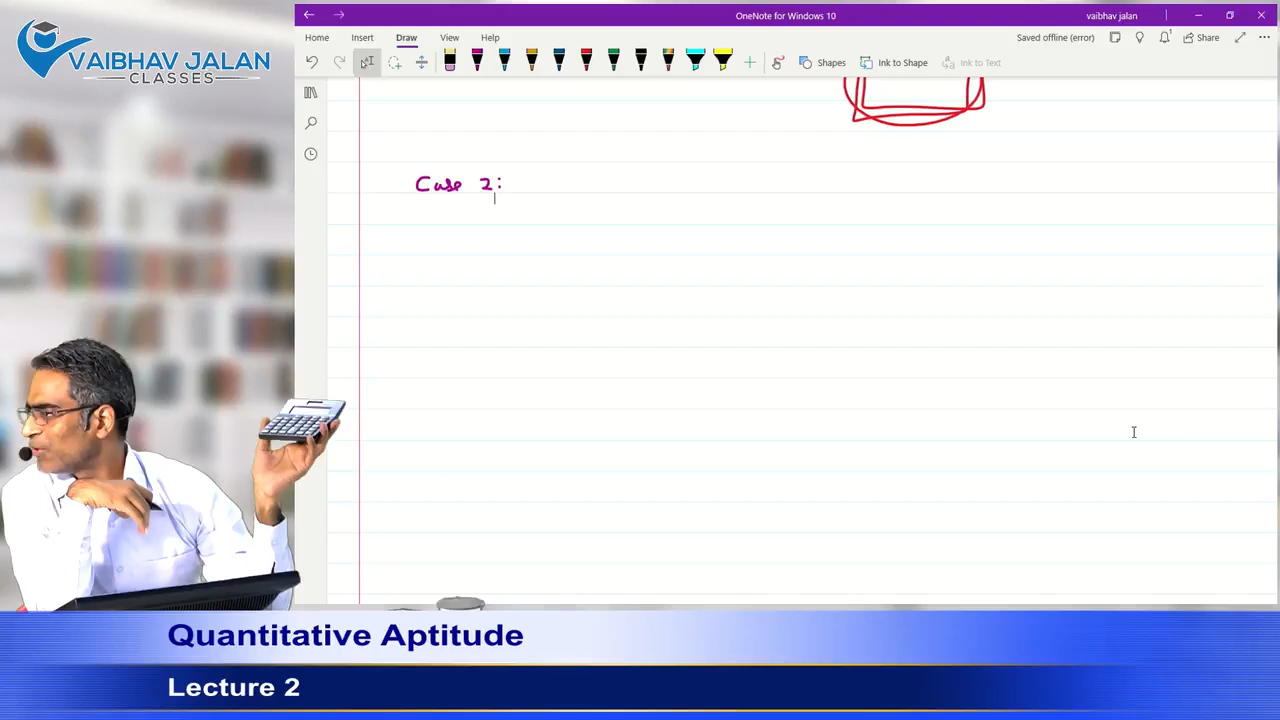 VAIBHAV JALAN
CLASSES
OneNote for Windows 10
vaibhav jalan
Home Insert Draw View Help
Saved offline (error)
Share
Shapes
Ink to Shape
Ink to Text
Case 2:
Quantitative Aptitude
Lecture 2